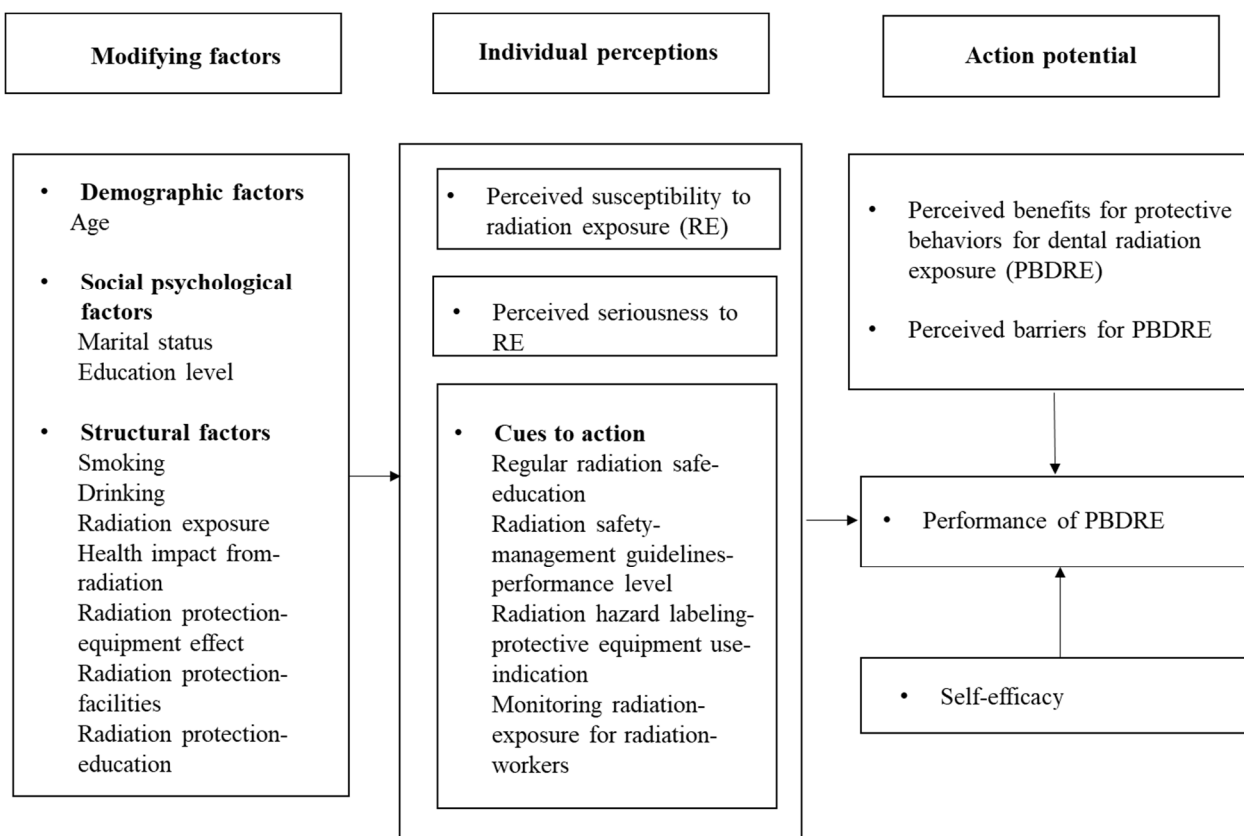 Modifying factors
Individual perceptions
Action potential
• Demographic factors
Age
• Social psychological
factors
Marital status
Education level
• Structural factors
Smoking
Drinking
Radiation exposure
Health impact from-
radiation
Radiation protection-
equipment effect
Radiation protection-
facilities
Radiation protection-
education
• Perceived susceptibility to
radiation exposure (RE)
• Perceived seriousness to
RE
• Cues to action
Regular radiation safe-
education
Radiation safety-
management guidelines-
performance level
Radiation hazard labeling-
protective equipment use-
indication
Monitoring radiation-
exposure for radiation-
workers
• Perceived benefits for protective
behaviors for dental radiation
exposure (PBDRE)
• Perceived barriers for PBDRE
• Performance of PBDRE
• Self-efficacy